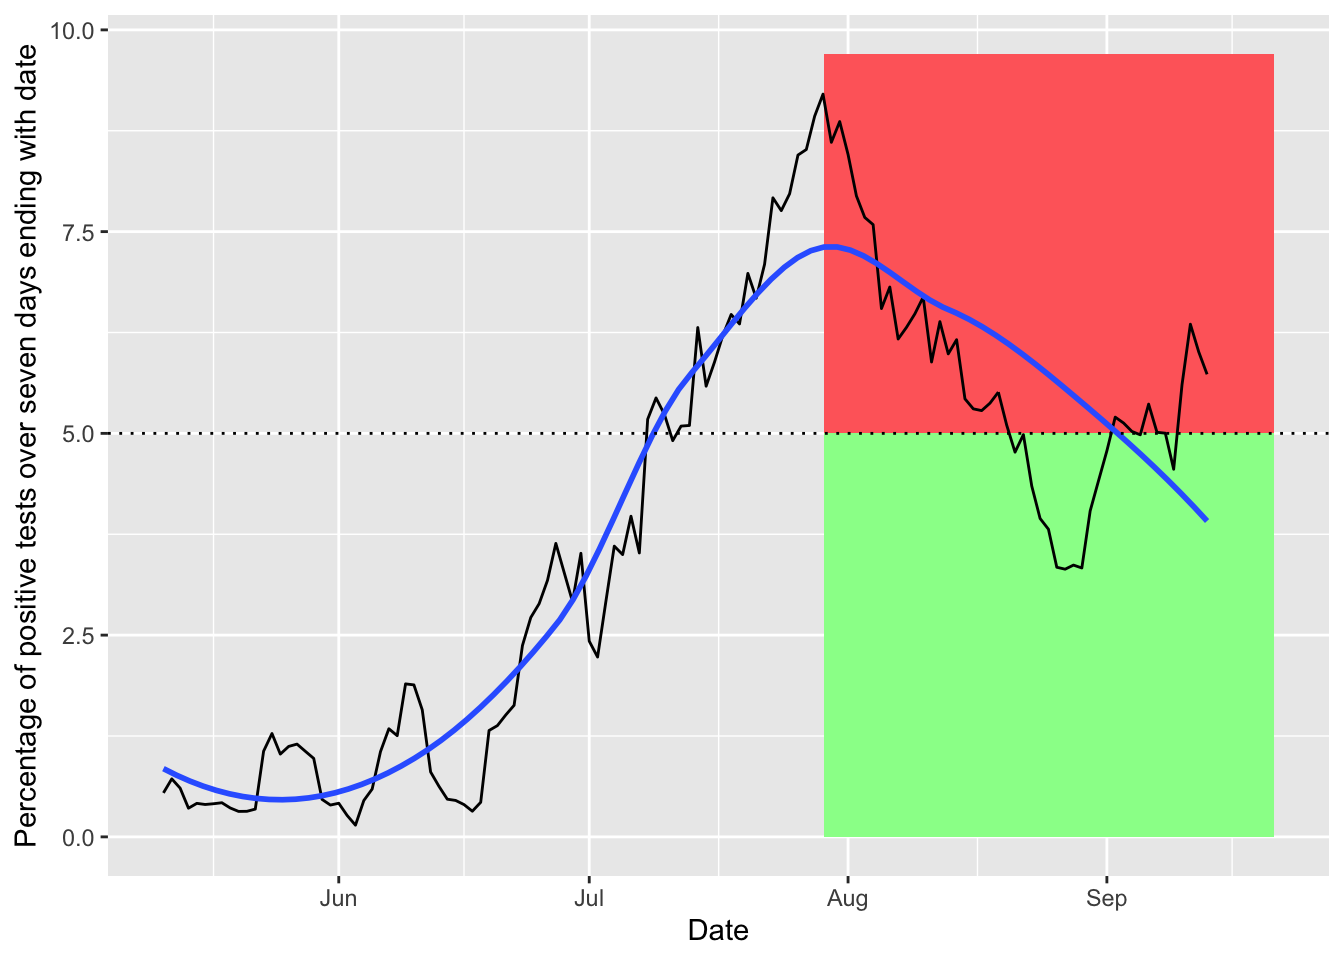 Percentage of positive tests over seven days ending with date
10.0
7.5
5.0
2.5
0.0
Jun Jul Aug Sep
Date